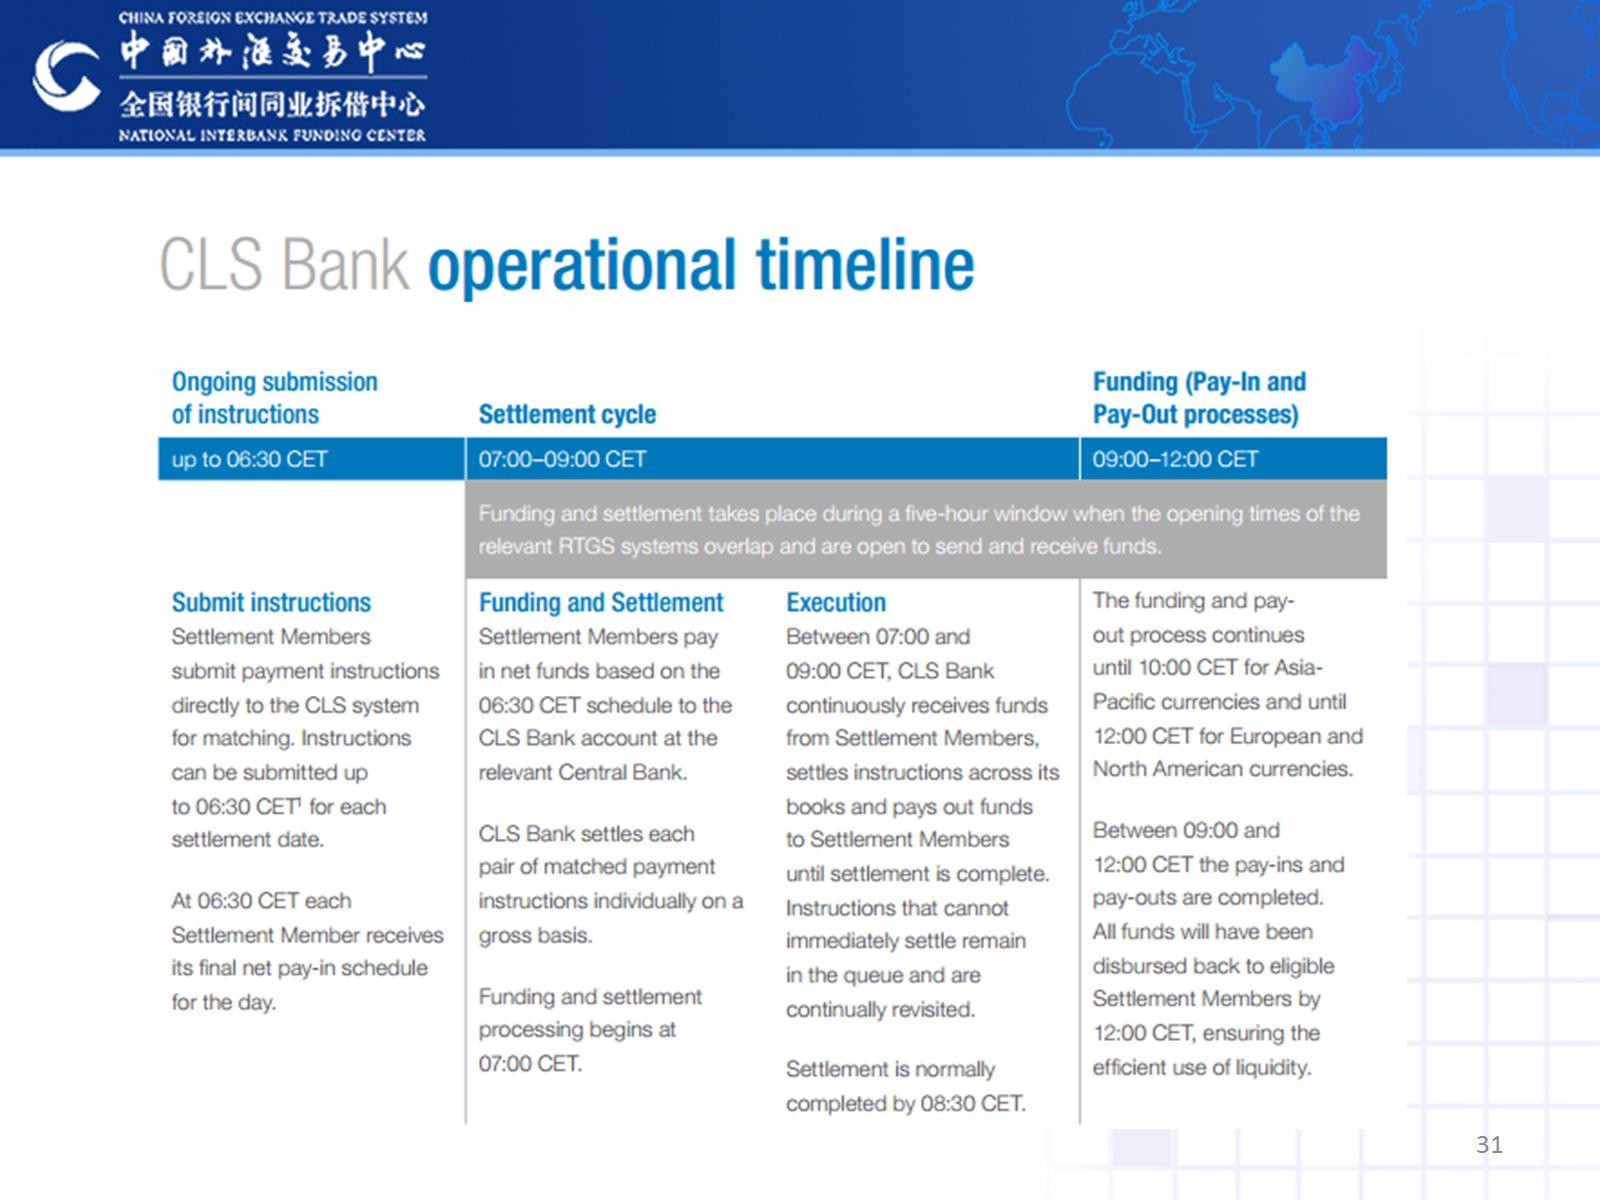 CHINA FOREIGN EXCHANGE TRADE SYSTEM
中国外汇交易中心
全国银行间同业拆借中心
NATIONAL INTERBANK FUNDING CENTER
CLS Bank operational timeline
Ongoing submission
of instructions
Settlement cycle
Funding (Pay-In and
Pay-Out processes)
up to 06:30 CET
07:00–09:00 CET
09:00–12:00 CET
Funding and settlement takes place during a five-hour window when the opening times of the
relevant RTGS systems overlap and are open to send and receive funds.
Submit instructions
Settlement Members
submit payment instructions
directly to the CLS system
for matching. Instructions
can be submitted up
to 06:30 CET¹ for each
settlement date.
At 06:30 CET each
Settlement Member receives
its final net pay-in schedule
for the day.
Funding and Settlement
Settlement Members pay
in net funds based on the
06:30 CET schedule to the
CLS Bank account at the
relevant Central Bank.
CLS Bank settles each
pair of matched payment
instructions individually on a
gross basis.
Funding and settlement
processing begins at
07:00 CET.
Execution
Between 07:00 and
09:00 CET, CLS Bank
continuously receives funds
from Settlement Members,
settles instructions across its
books and pays out funds
to Settlement Members
until settlement is complete.
Instructions that cannot
immediately settle remain
in the queue and are
continually revisited.
Settlement is normally
completed by 08:30 CET.
The funding and pay-
out process continues
until 10:00 CET for Asia-
Pacific currencies and until
12:00 CET for European and
North American currencies.
Between 09:00 and
12:00 CET the pay-ins and
pay-outs are completed.
All funds will have been
disbursed back to eligible
Settlement Members by
12:00 CET, ensuring the
efficient use of liquidity.
31